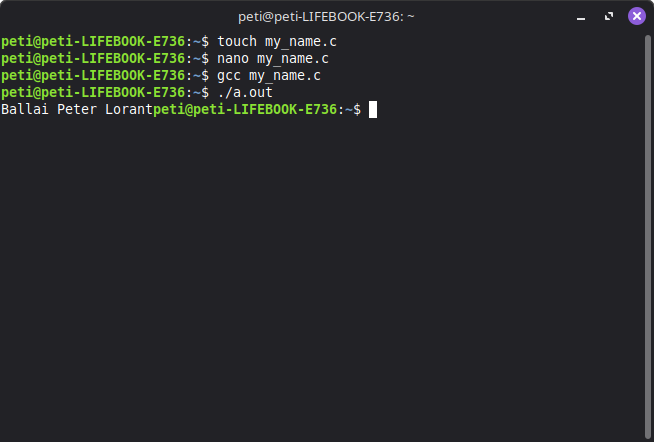 peti@peti-LIFEBOOK-E736: ~
peti@peti-LIFEBOOK-E736:~$ touch my_name.c
peti@peti-LIFEBOOK-E736:~$ nano my_name.c
peti@peti-LIFEBOOK-E736:~$ gcc my_name.c
peti@peti-LIFEBOOK-E736:~$ ./a.out
Ballai Peter Lorantpeti@peti-LIFEBOOK-E736:~$